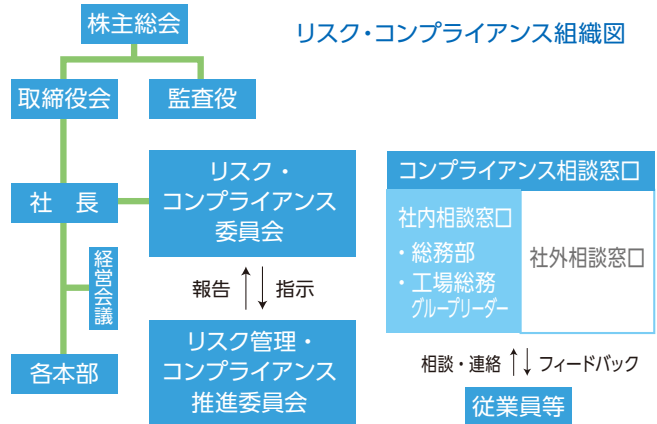 リスク・コンプライアンス組織図
株主総会
取締役会
監査役
社 長
リスク・
コンプライアンス
委員会
経営会議
報告
指示
各本部
リスク管理・
コンプライアンス
推進委員会
コンプライアンス相談窓口
社内相談窓口
・総務部
・工場総務
グループリーダー
社外相談窓口
相談・連絡
フィードバック
従業員等